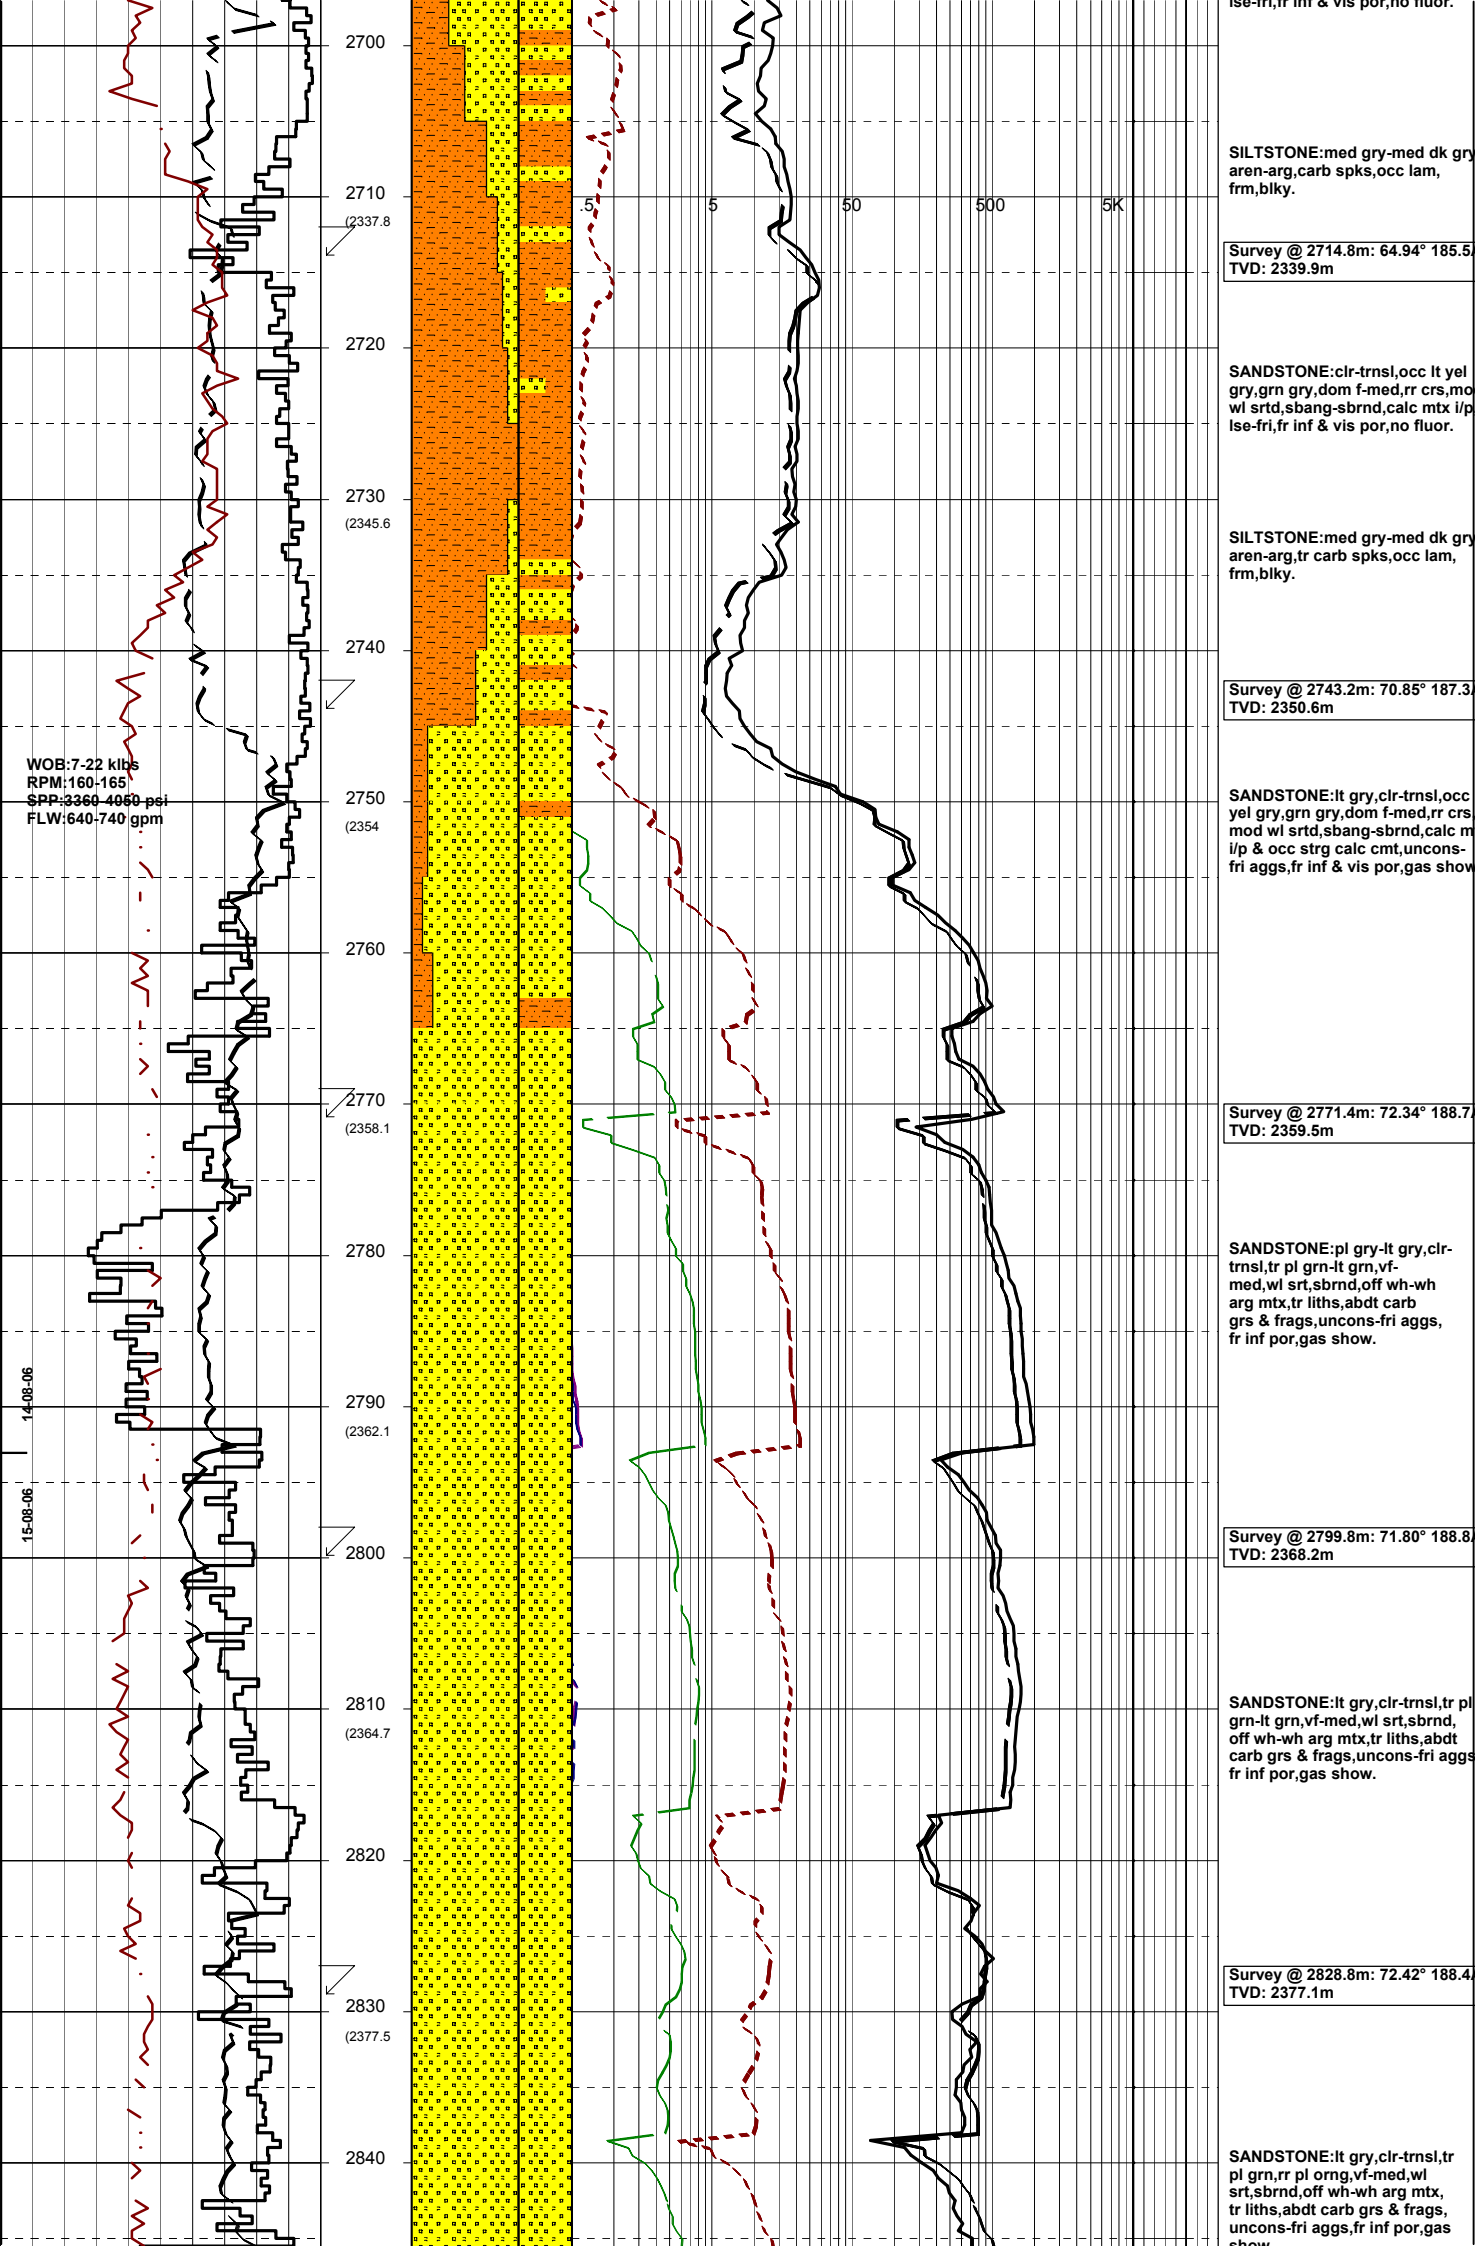 lse-fri,fr inf & vis por,no fluor.
2700
SILTSTONE:med gry-med dk gry
aren-arg,carb spks,occ lam,
frm,blky.
2710
(2337.8
.5 5 50 500 5K
Survey @ 2714.8m: 64.94° 185.5
TVD: 2339.9m
2720
SANDSTONE:clr-trnsl,occ lt yel
gry,grn gry,dom f-med,rr crs,mo
wl srtd,sbang-sbrnd,calc mtx i/p
lse-fri,fr inf & vis por,no fluor.
2730
(2345.6
SILTSTONE:med gry-med dk gry
aren-arg,tr carb spks,occ lam,
frm,blky.
2740
Survey @ 2743.2m: 70.85° 187.3
TVD: 2350.6m
WOB:7-22 klbs
RPM:160-165
SPP:3360-4050 psi
FLW:640-740 gpm
2750
(2354
SANDSTONE:lt gry,clr-trnsl,occ
yel gry,grn gry,dom f-med,rr crs,
mod wl srtd,sbang-sbrnd,calc m
i/p & occ strg calc cmt,uncons-
fri aggs,fr inf & vis por,gas show
2760
2770
(2358.1
Survey @ 2771.4m: 72.34° 188.7
TVD: 2359.5m
2780
SANDSTONE:pl gry-lt gry,clr-
trnsl,tr pl grn-lt grn,vf-
med,wl srt,sbrnd,off wh-wh
arg mtx,tr liths,abdt carb
grs & frags,uncons-fri aggs,
fr inf por,gas show.
14-08-06
2790
(2362.1
15-08-06
2800
Survey @ 2799.8m: 71.80° 188.8
TVD: 2368.2m
2810
(2364.7
SANDSTONE:lt gry,clr-trnsl,tr pl
grn-lt grn,vf-med,wl srt,sbrnd,
off wh-wh arg mtx,tr liths,abdt
carb grs & frags,uncons-fri aggs
fr inf por,gas show.
2820
2830
(2377.5
Survey @ 2828.8m: 72.42° 188.4
TVD: 2377.1m
2840
SANDSTONE:lt gry,clr-trnsl,tr
pl grn,rr pl orng,vf-med,wl
srt,sbrnd,off wh-wh arg mtx,
tr liths,abdt carb grs & frags,
uncons-fri aggs,fr inf por,gas
show.